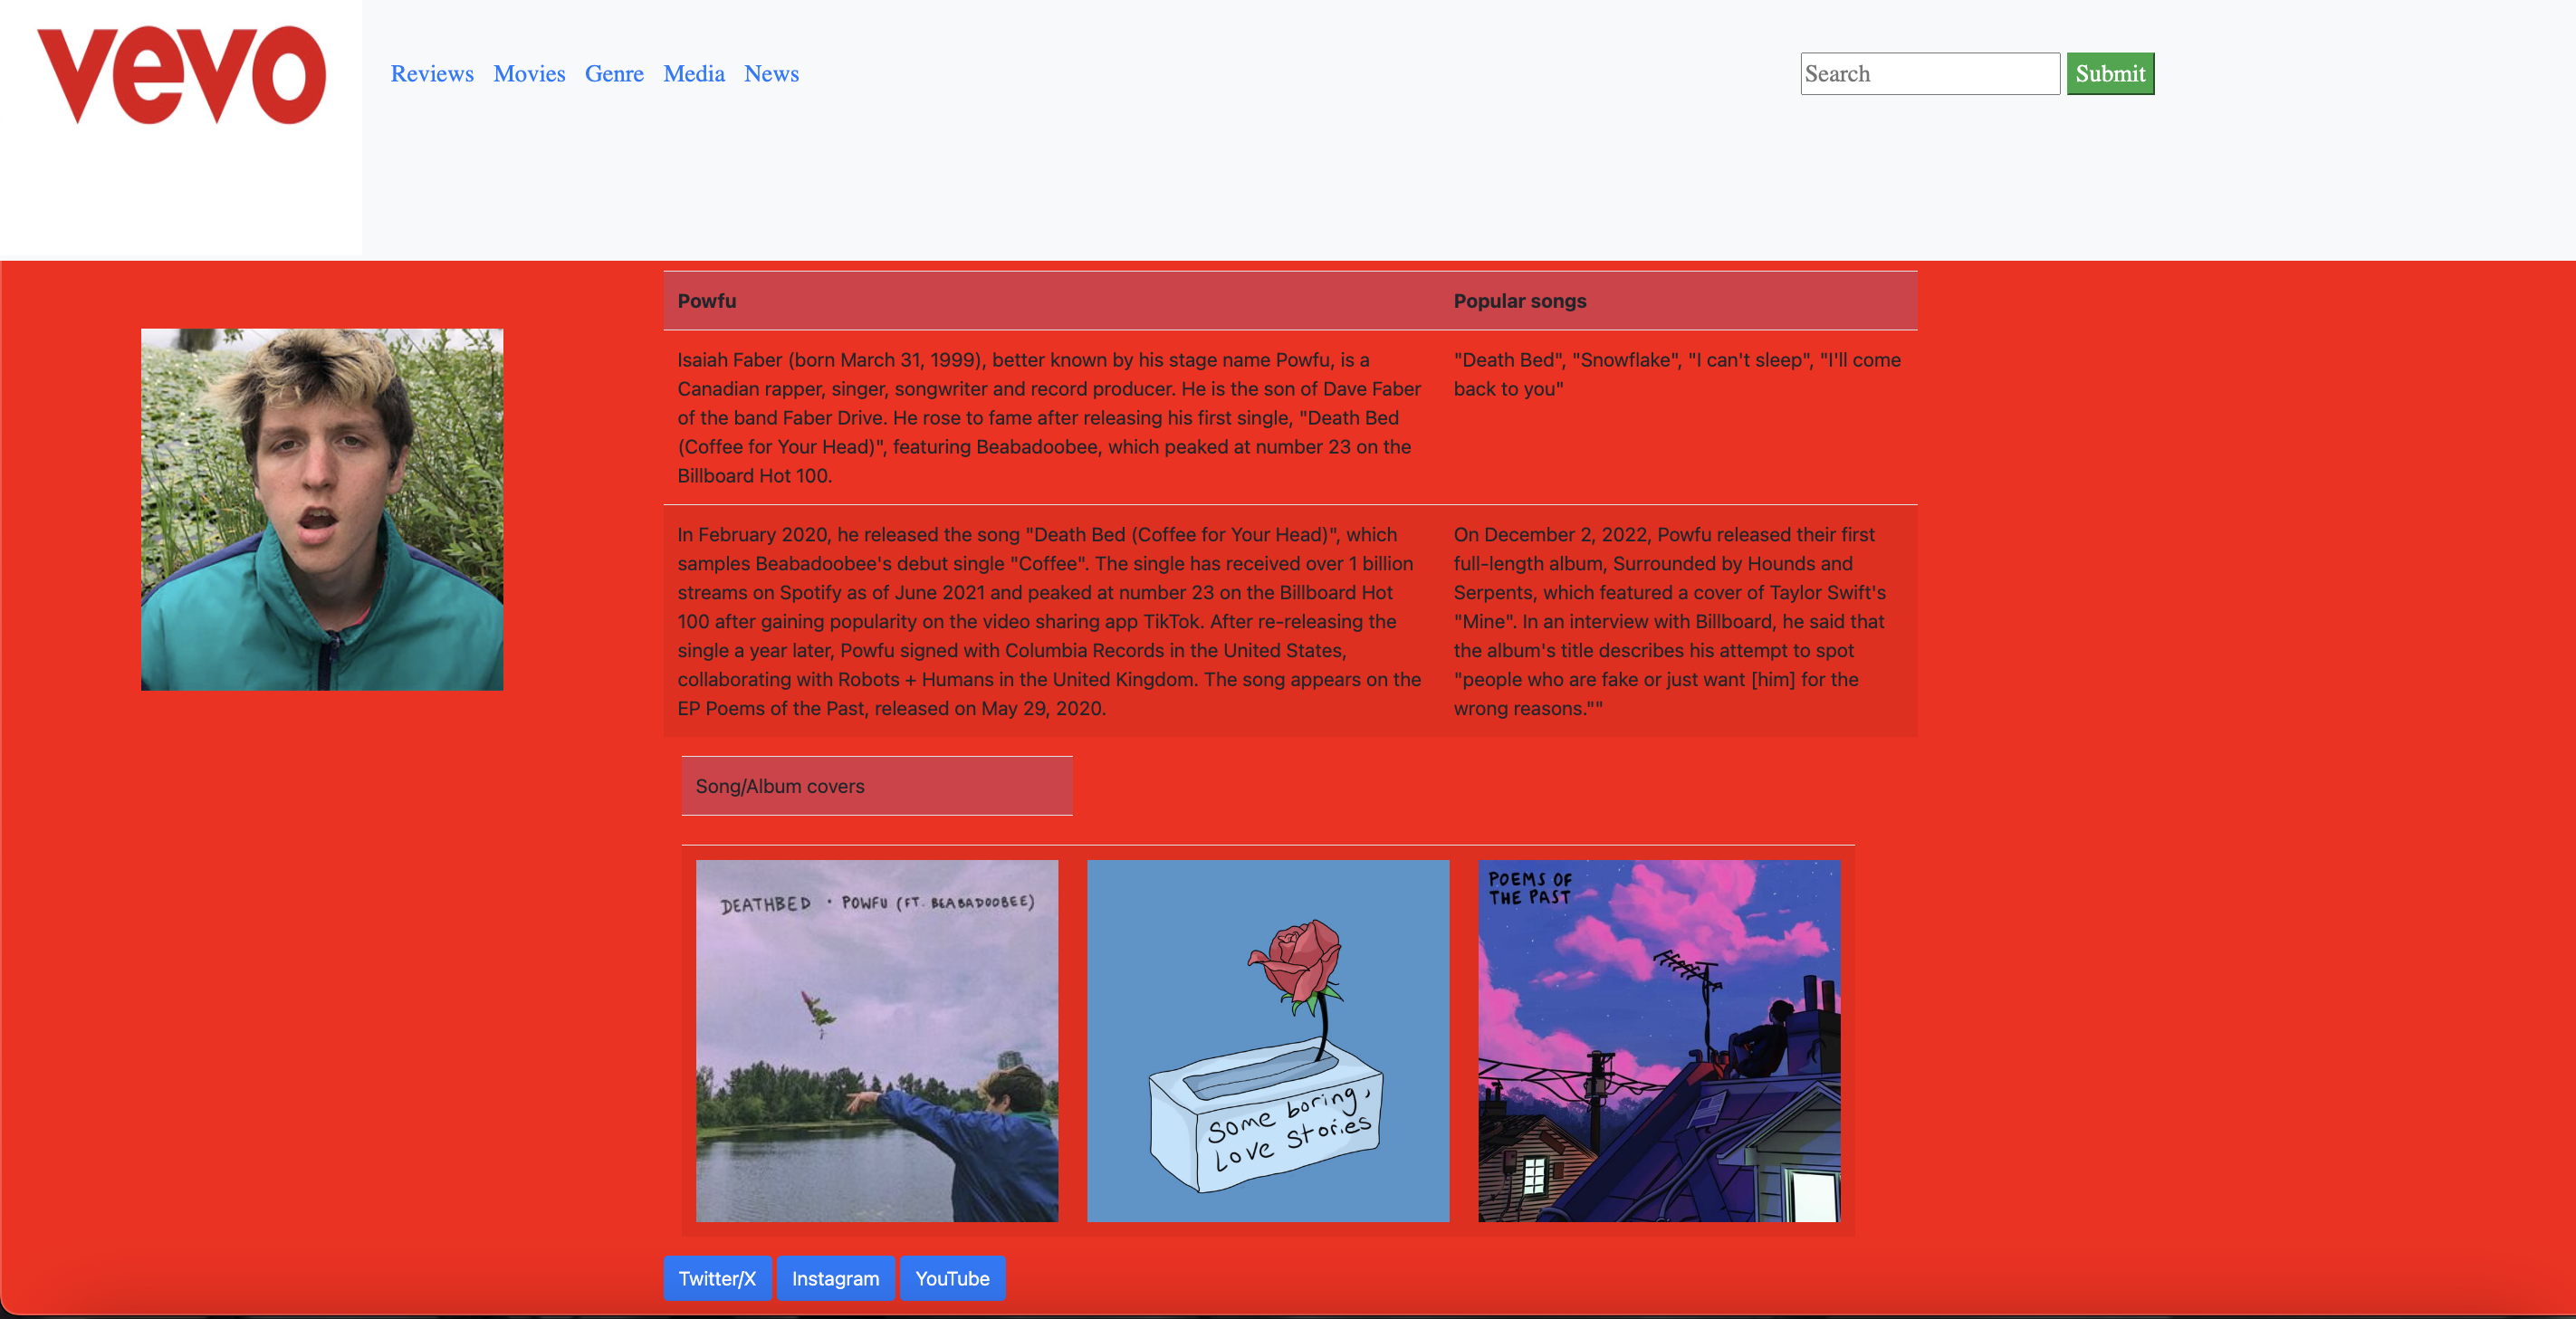 vevo
Reviews Movies Genre Media News
Search Submit
Powfu
Popular songs
Isaiah Faber (born March 31, 1999), better known by his stage name Powfu, is a
Canadian rapper, singer, songwriter and record producer. He is the son of Dave Faber
of the band Faber Drive. He rose to fame after releasing his first single, "Death Bed
(Coffee for Your Head)", featuring Beabadoobee, which peaked at number 23 on the
Billboard Hot 100.
"Death Bed", "Snowflake", "I can't sleep", "I'll come
back to you"
In February 2020, he released the song "Death Bed (Coffee for Your Head)", which
samples Beabadoobee's debut single "Coffee". The single has received over 1 billion
streams on Spotify as of June 2021 and peaked at number 23 on the Billboard Hot
100 after gaining popularity on the video sharing app TikTok. After re-releasing the
single a year later, Powfu signed with Columbia Records in the United States,
collaborating with Robots + Humans in the United Kingdom. The song appears on the
EP Poems of the Past, released on May 29, 2020.
On December 2, 2022, Powfu released their first
full-length album, Surrounded by Hounds and
Serpents, which featured a cover of Taylor Swift's
"Mine". In an interview with Billboard, he said that
the album's title describes his attempt to spot
"people who are fake or just want [him] for the
wrong reasons.""
Song/Album covers
DEATHBED • POWFU (FT. BEABADOOBEE)
Some boring,
Love Stories
POEMS OF
THE PAST
Twitter/X Instagram YouTube